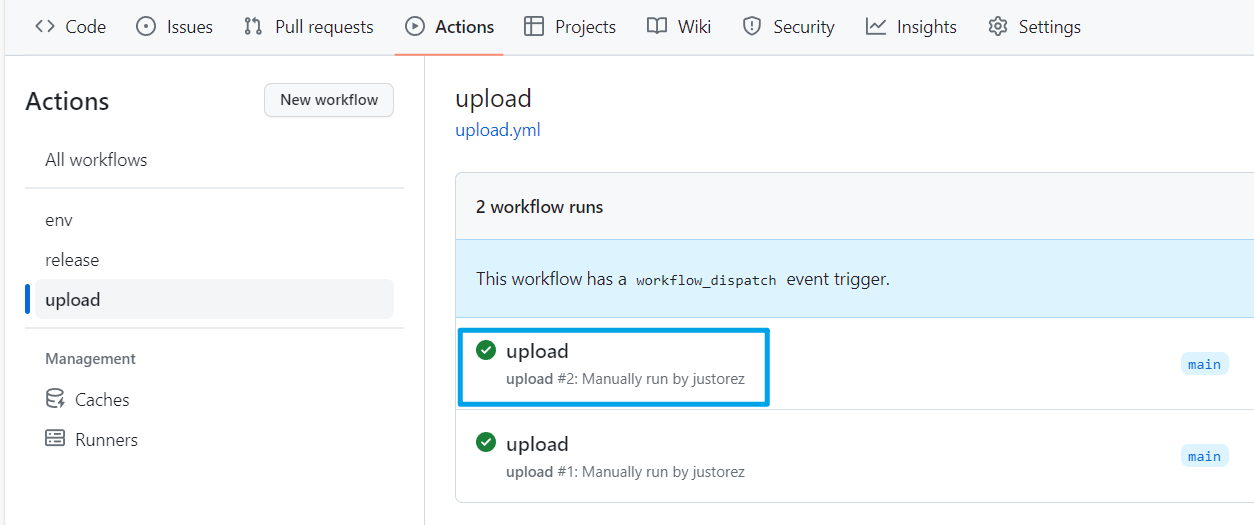 Code Issues Pull requests Actions Projects Wiki Security Insights Settings
Actions
New workflow
All workflows
env
release
upload
Management
Caches
Runners
upload
upload.yml
2 workflow runs
This workflow has a workflow_dispatch event trigger.
upload
upload #2: Manually run by justorez
main
upload
upload #1: Manually run by justorez
main